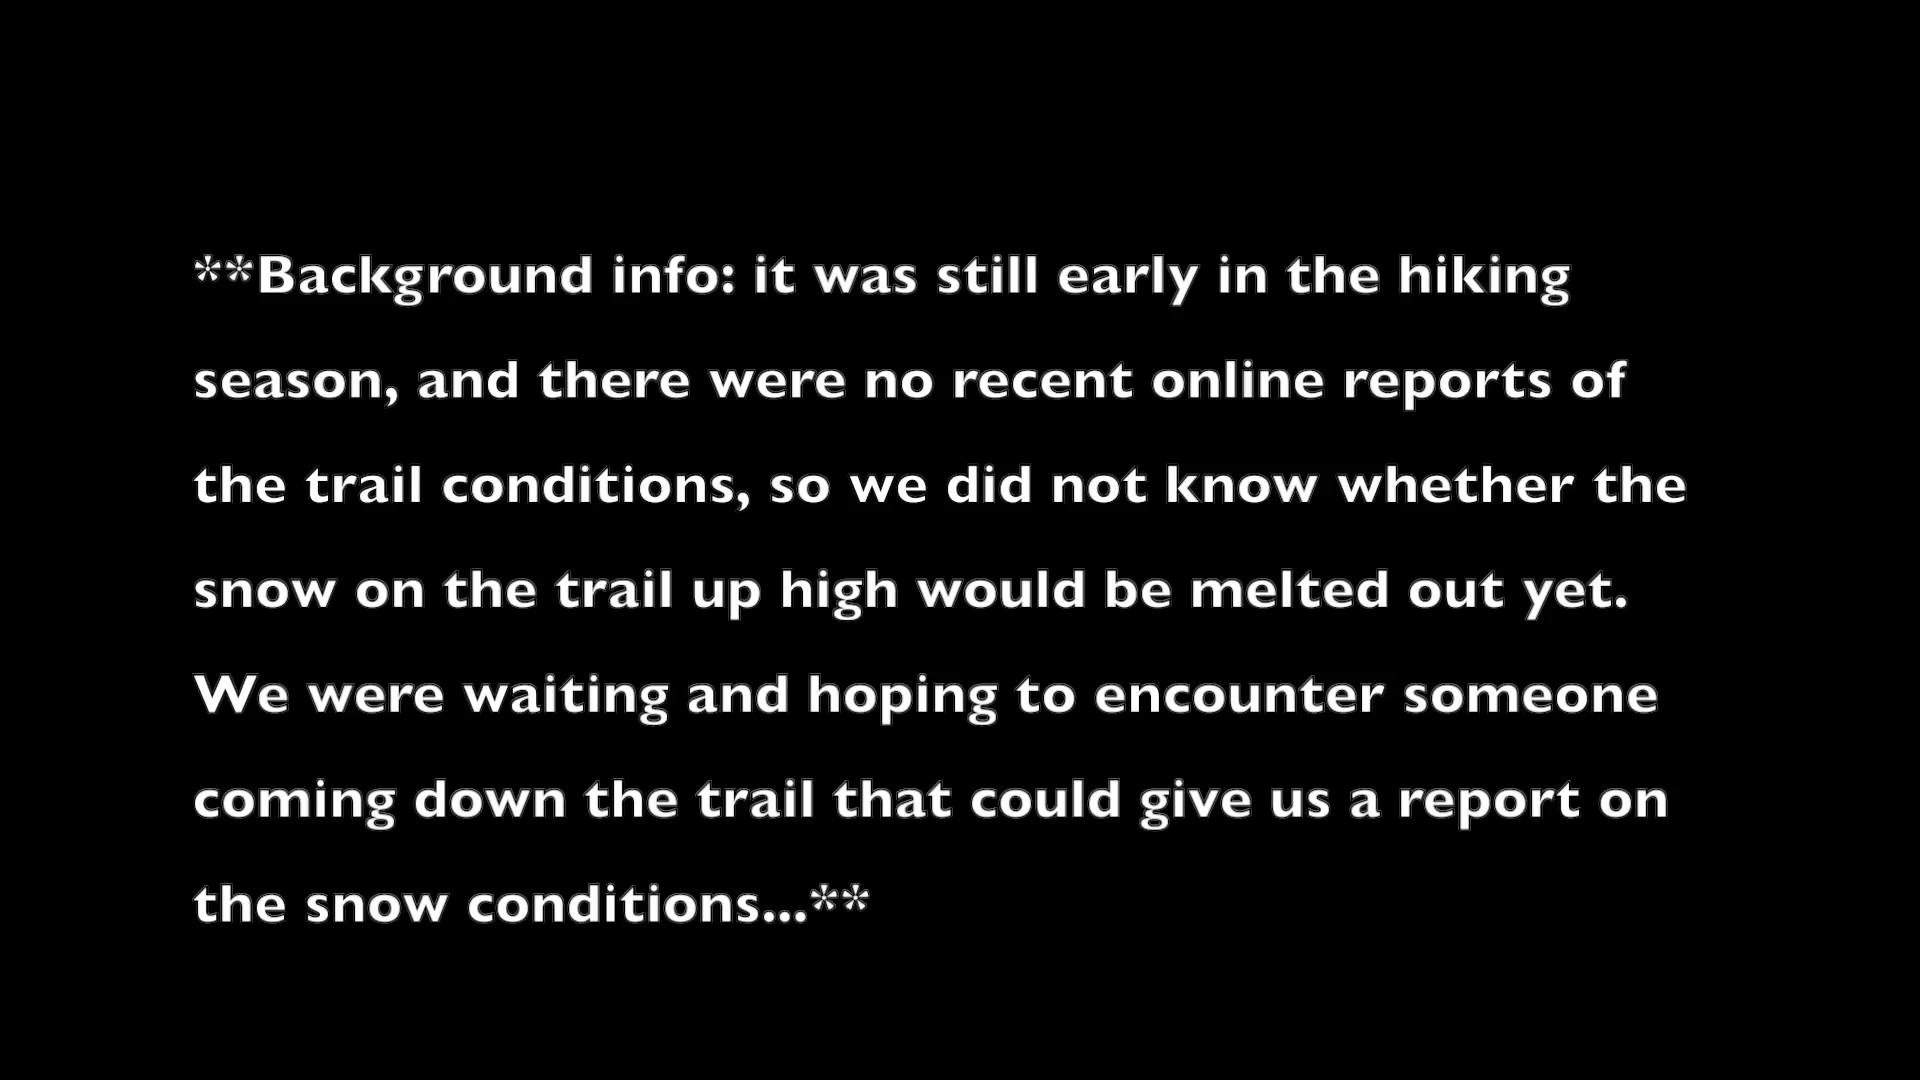 **Background info: it was still early in the hiking
season, and there were no recent online reports of
the trail conditions, so we did not know whether the
snow on the trail up high would be melted out yet.
We were waiting and hoping to encounter someone
coming down the trail that could give us a report on
the snow conditions...**